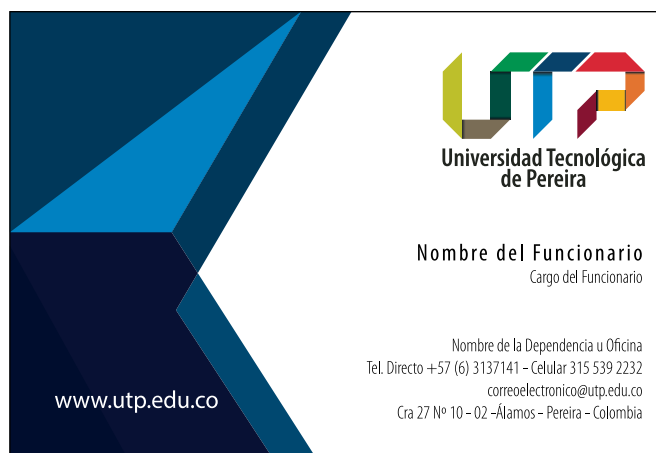 UTP
Universidad Tecnológica
de Pereira
Nombre del Funcionario
Cargo del Funcionario
Nombre de la Dependencia u Oficina
Tel. Directo +57 (6) 3137141 - Celular 315 539 2232
correoelectronico@utp.edu.co
Cra 27 Nº 10 - 02 -Álamos - Pereira - Colombia
www.utp.edu.co